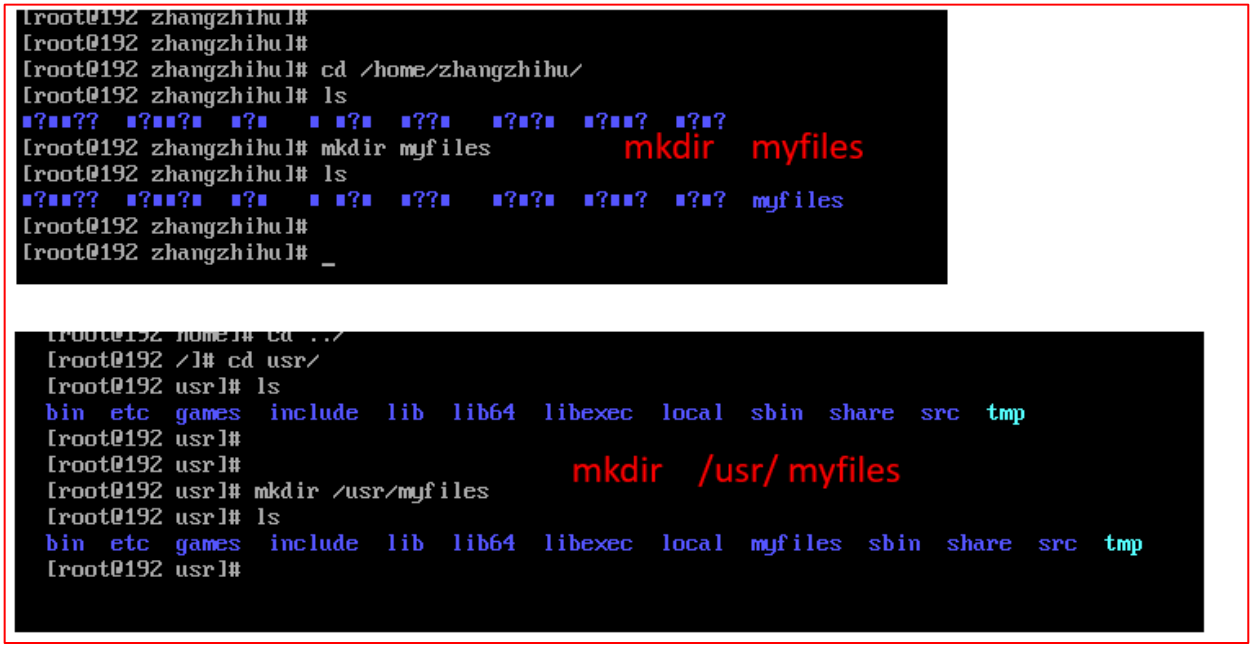 [root@192 zhangzhihu]#
[root@192 zhangzhihu]#
[root@192 zhangzhihu]# cd /home/zhangzhihu/
[root@192 zhangzhihu]# ls
■?■■?? ■?■■?■ ■?■ ■ ■?■ ■??■ ■?■?■ ■?■■? ■?■?
[root@192 zhangzhihu]# mkdir myfiles
mkdir myfiles
[root@192 zhangzhihu]# ls
■?■■?? ■?■■?■ ■?■ ■ ■?■ ■??■ ■?■?■ ■?■■? ■?■? myfiles
[root@192 zhangzhihu]#
[root@192 zhangzhihu]# _
[root@192 home]# cd ../
[root@192 /]# cd usr/
[root@192 usr]# ls
bin etc games include lib lib64 libexec local sbin share src tmp
[root@192 usr]#
[root@192 usr]#
mkdir /usr/ myfiles
[root@192 usr]# mkdir /usr/myfiles
[root@192 usr]# ls
bin etc games include lib lib64 libexec local myfiles sbin share src tmp
[root@192 usr]#